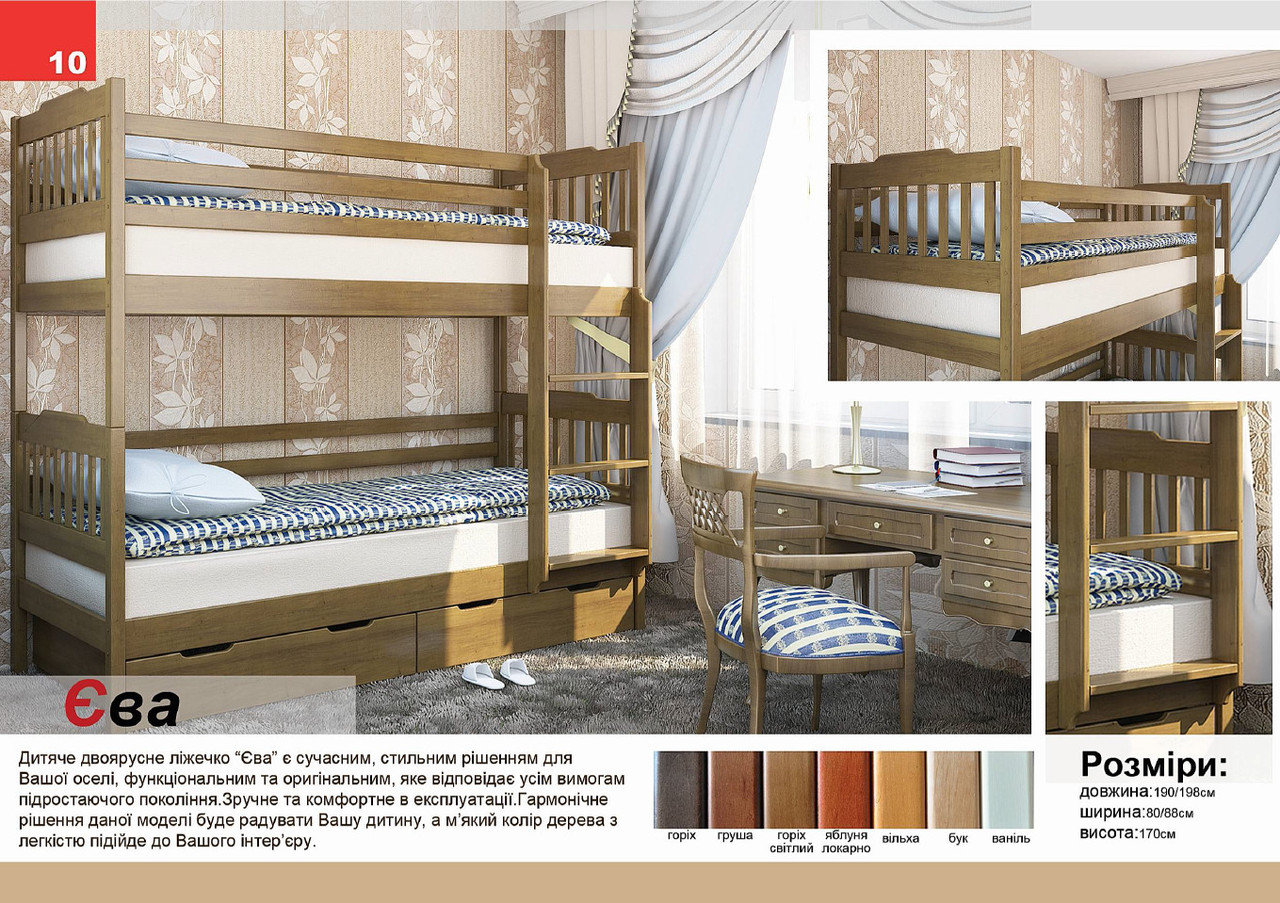 10
Єва
Дитяче двоярусне ліжечко “Єва” є сучасним, стильним рішенням для
Вашої оселі, функціональним та оригінальним, яке відповідає усім вимогам
підростаючого покоління.Зручне та комфортне в експлуатації.Гармонічне
рішення даної моделі буде радувати Вашу дитину, а м’який колір дерева з
легкістю підійде до Вашого інтер’єру.
горіх
груша
горіх
світлий
яблуня
локарно
вільха
бук
ваніль
Розміри:
довжина:190/198см
ширина:80/88см
висота:170см